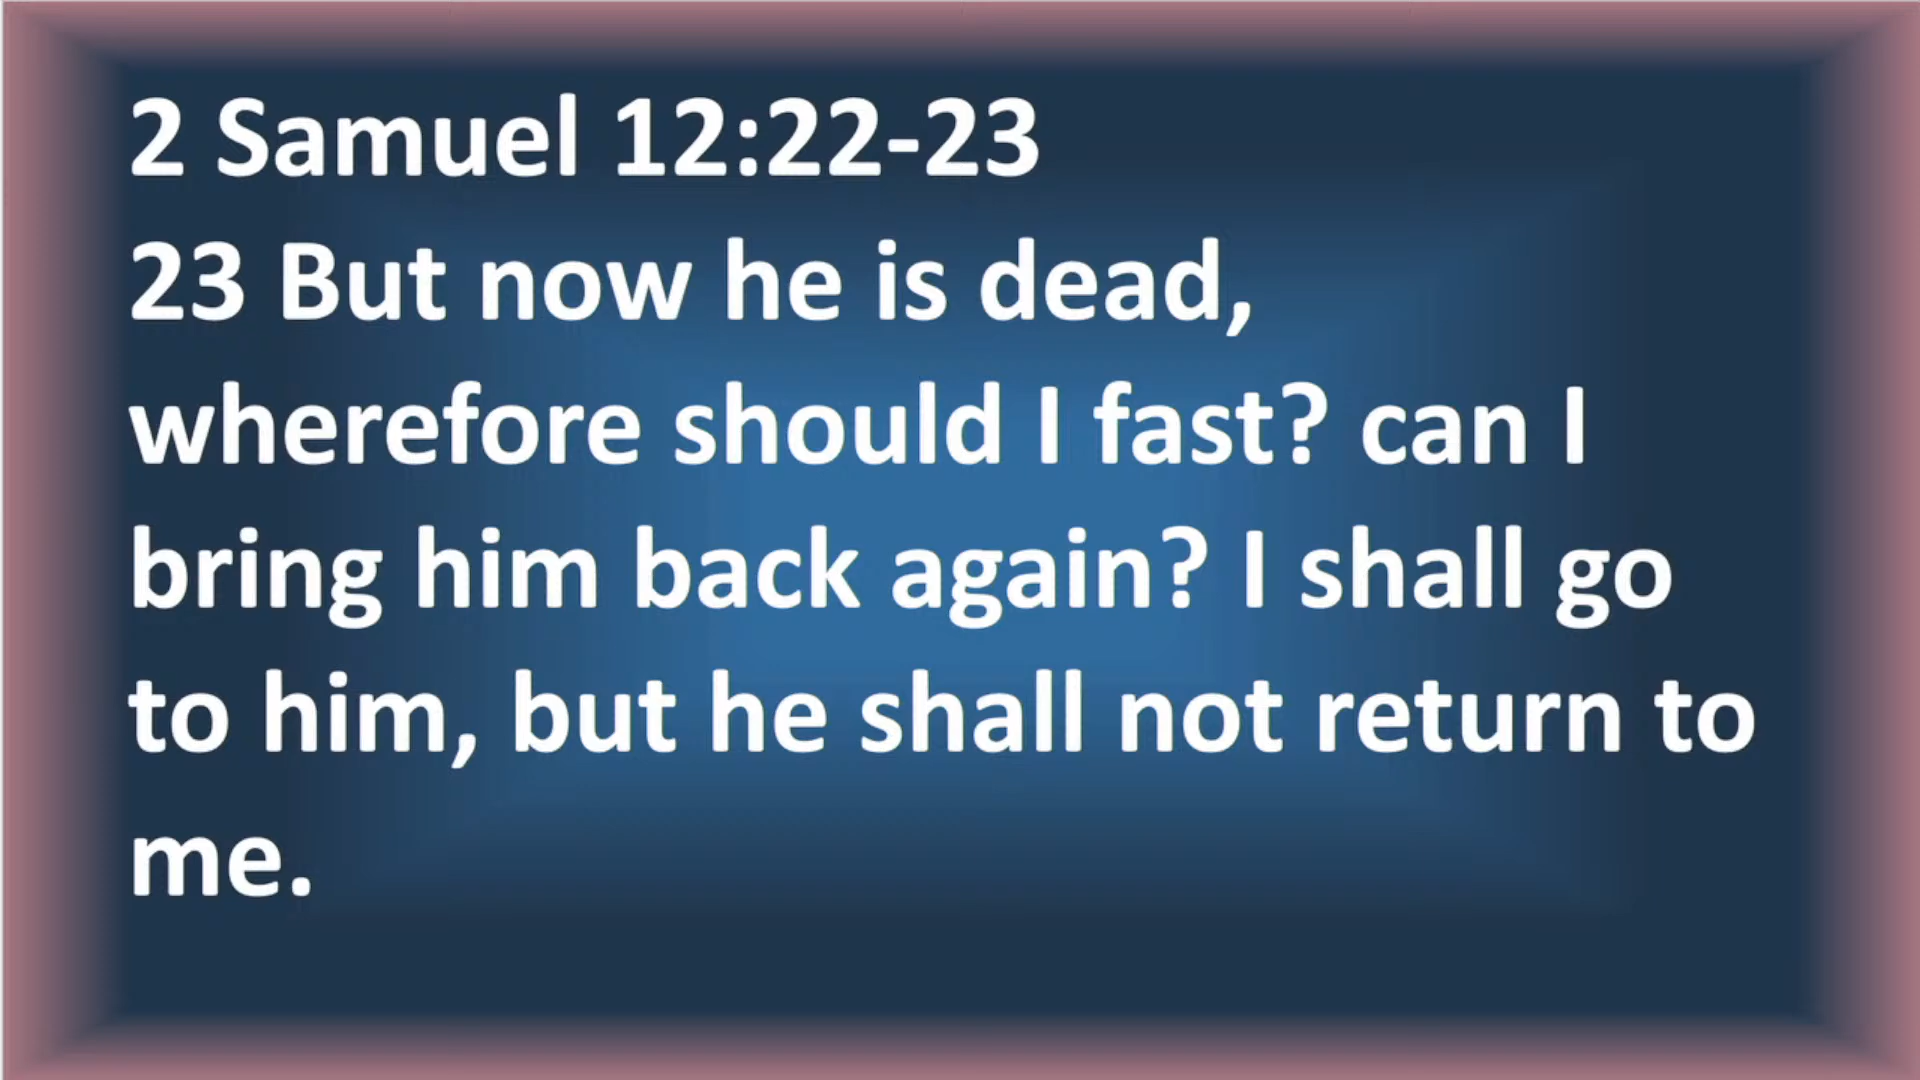 2 Samuel 12:22-23
23 But now he is dead,
wherefore should I fast? can I
bring him back again? I shall go
to him, but he shall not return to
me.